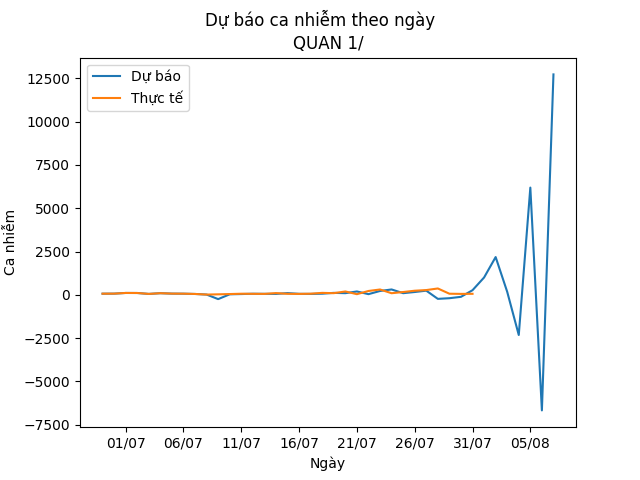 Dự báo ca nhiễm theo ngày
QUAN 1/
Dự báo
Thực tế
Ca nhiễm
12500
10000
7500
5000
2500
0
−2500
−5000
−7500
01/07 06/07 11/07 16/07 21/07 26/07 31/07 05/08
Ngày